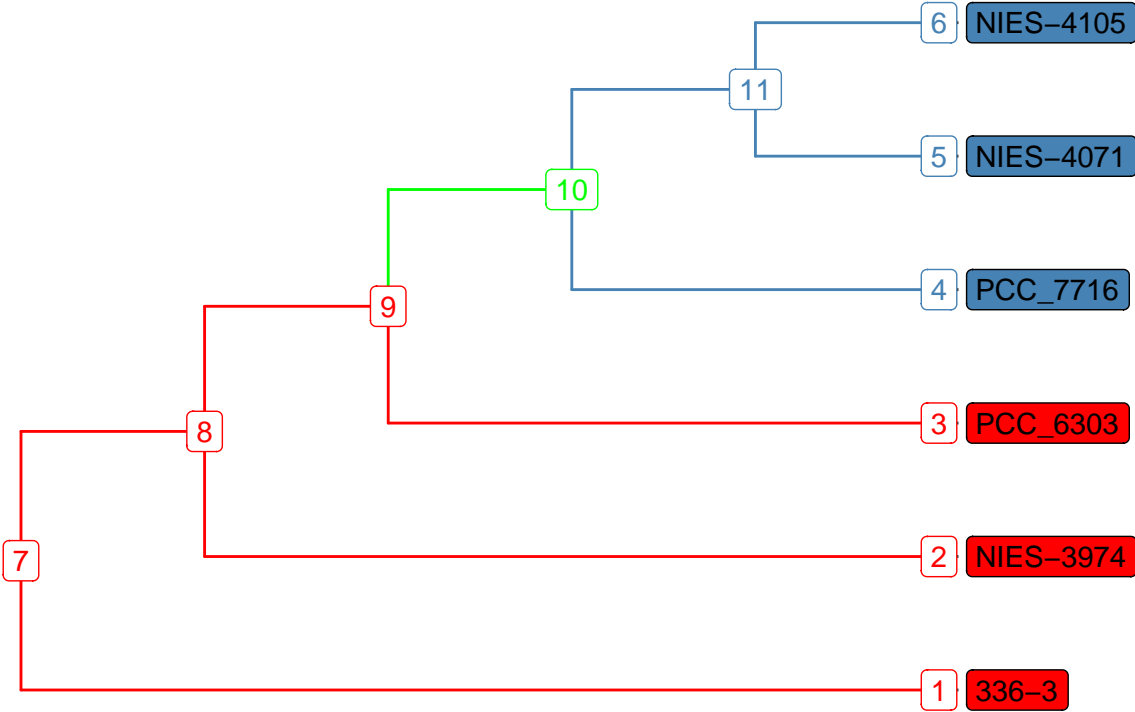 6 NIES−4105
11
5 NIES−4071
10
4 PCC_7716
9
3 PCC_6303
8
2 NIES−3974
7
1 336−3